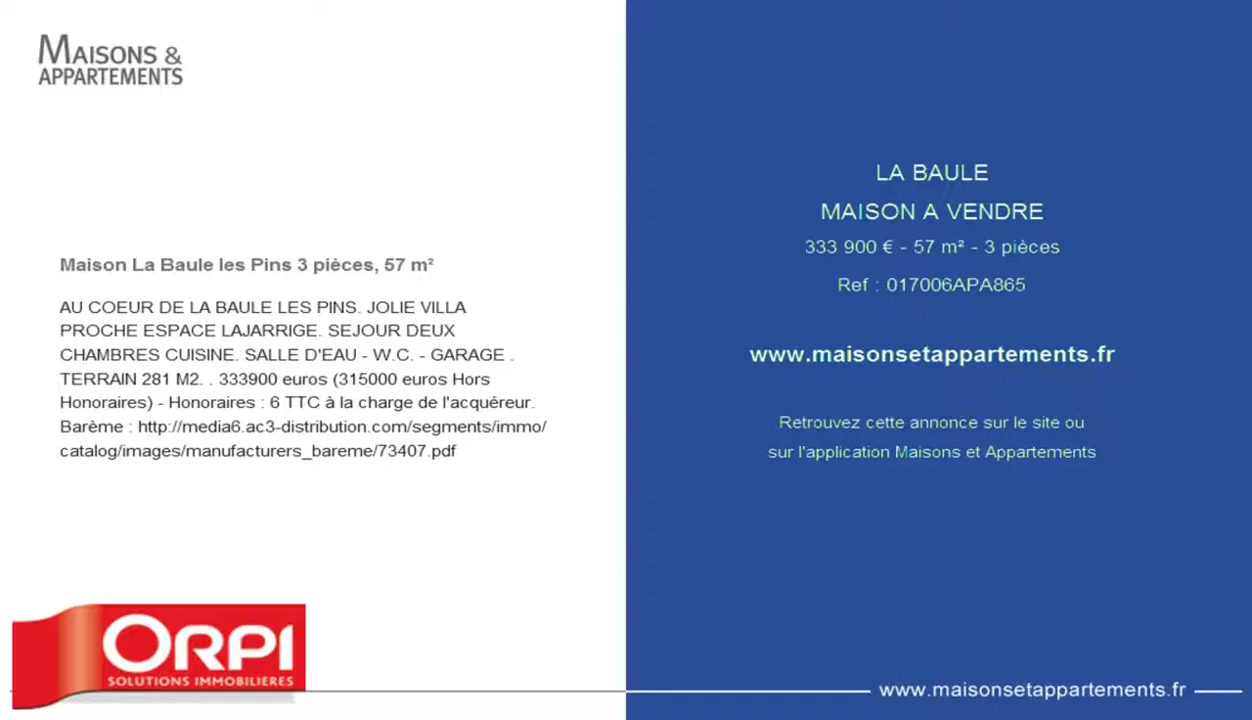 MAISONS &
APPARTEMENTS
Maison La Baule les Pins 3 pièces, 57 m²
AU COEUR DE LA BAULE LES PINS. JOLIE VILLA
PROCHE ESPACE LAJARRIGE. SEJOUR DEUX
CHAMBRES CUISINE. SALLE D'EAU - W.C. - GARAGE .
TERRAIN 281 M2. . 333900 euros (315000 euros Hors
Honoraires) - Honoraires : 6 TTC à la charge de l'acquéreur.
Barème : http://media6.ac3-distribution.com/segments/immo/
catalog/images/manufacturers_bareme/73407.pdf
ORPI
SOLUTIONS IMMOBILIERES
LA BAULE
MAISON A VENDRE
333 900 € - 57 m² - 3 pièces
Ref : 017006APA865
www.maisonsetappartements.fr
Retrouvez cette annonce sur le site ou
sur l'application Maisons et Appartements
www.maisonsetappartements.fr